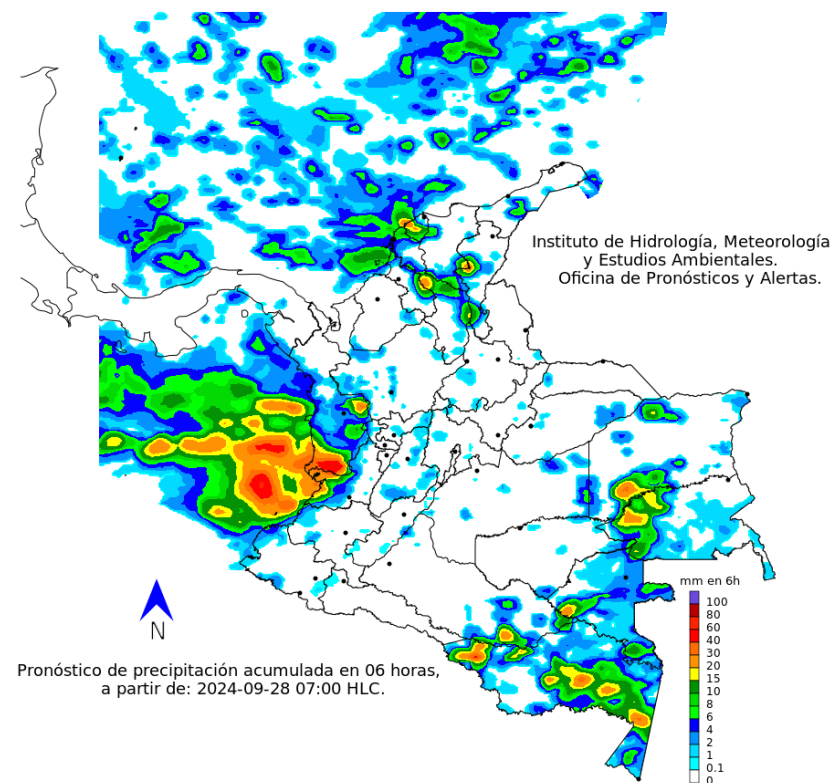 Instituto de Hidrología, Meteorología
y Estudios Ambientales.
Oficina de Pronósticos y Alertas.
N
mm en 6h
100
80
60
40
30
20
15
10
8
6
4
2
1
0.1
0
Pronóstico de precipitación acumulada en 06 horas,
a partir de: 2024-09-28 07:00 HLC.